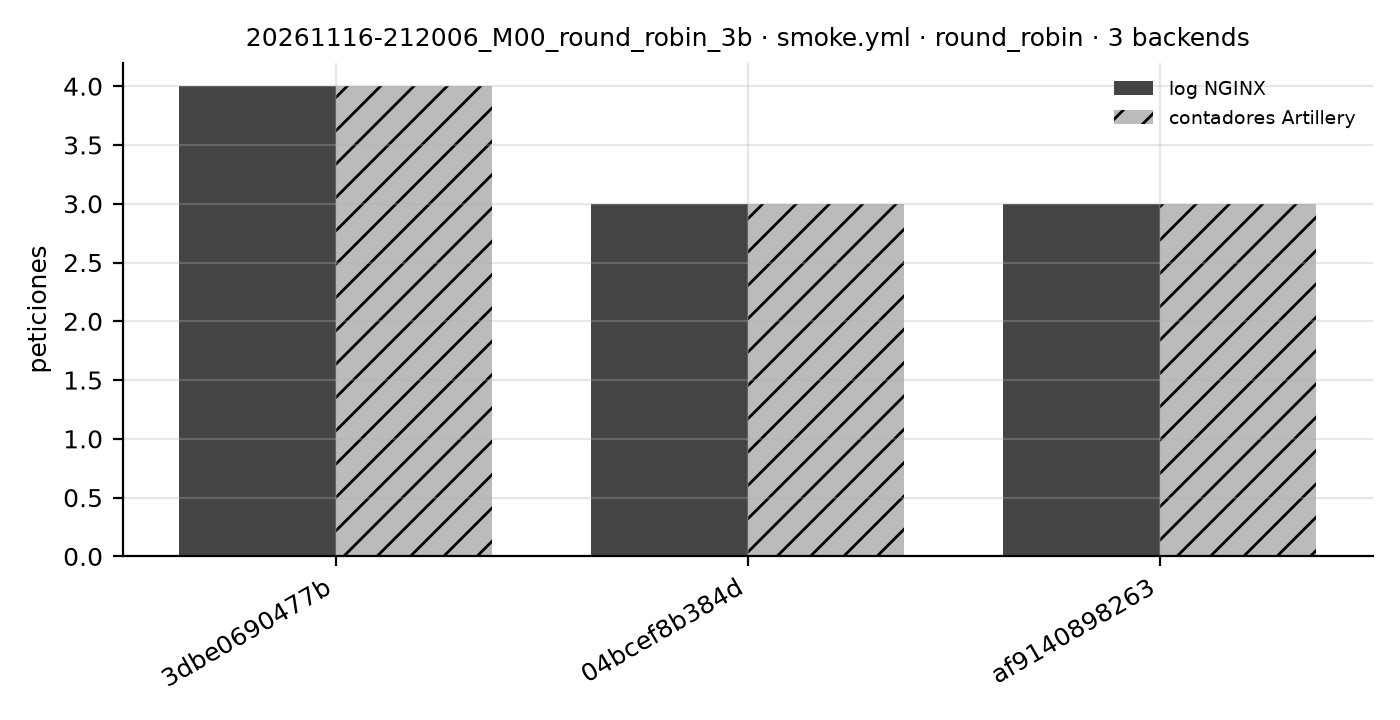 20261116-212006_M00_round_robin_3b · smoke.yml · round_robin · 3 backends
log NGINX
contadores Artillery
peticiones
4.0
3.5
3.0
2.5
2.0
1.5
1.0
0.5
0.0
3dbe0690477b
04bcef8b384d
af9140898263